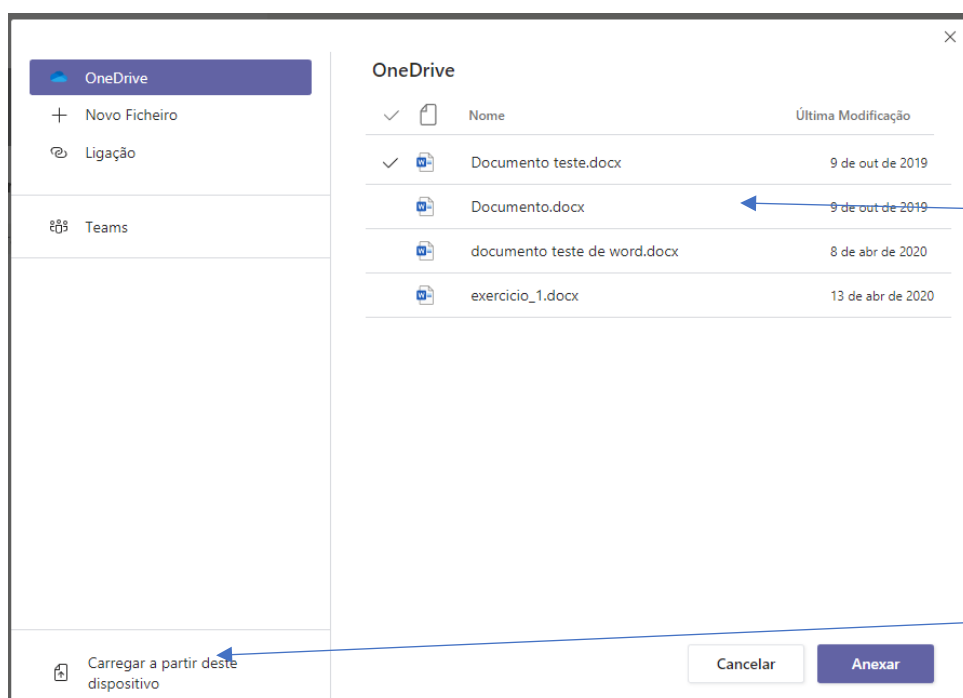 OneDrive
Novo Ficheiro
Ligação
Teams
Carregar a partir deste
dispositivo
OneDrive
Nome Última Modificação
Documento teste.docx 9 de out de 2019
Documento.docx 9 de out de 2019
documento teste de word.docx 8 de abr de 2020
exercicio_1.docx 13 de abr de 2020
Cancelar Anexar